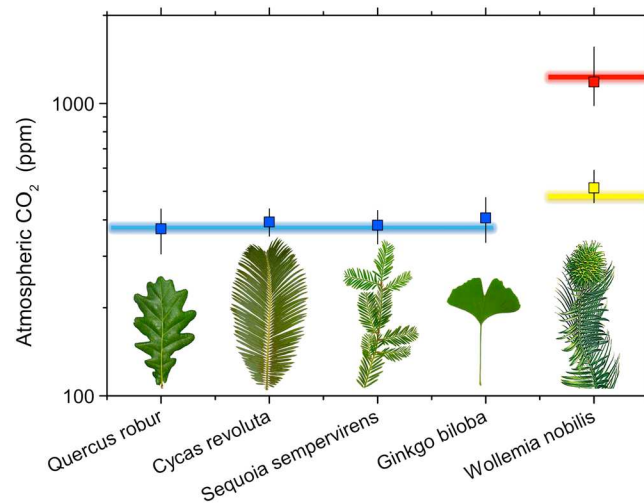 Atmospheric CO₂ (ppm)
1000
100
Quercus robur
Cycas revoluta
Sequoia sempervirens
Ginkgo biloba
Wollemia nobilis